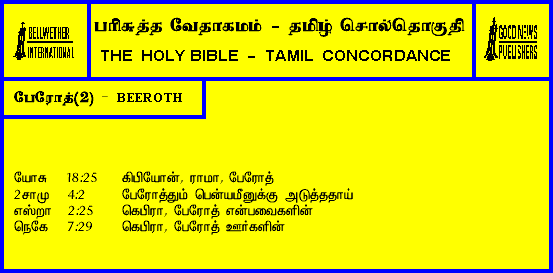 BELLWETHER
INTERNATIONAL
பரிசுத்த வேதாகமம் – தமிழ் சொல்தொகுதி
THE HOLY BIBLE – TAMIL CONCORDANCE
GOOD NEWS
PUBLISHERS
பேரோத்(2) – BEEROTH
யோசு 18:25 கிபியோன், ராமா, பேரோத்
2சாமு 4:2 பேரோத்தும் பென்யமீனுக்கு அடுத்ததாய்
எஸ்றா 2:25 கெபிரா, பேரோத் என்பவைகளின்
நெகே 7:29 கெபிரா, பேரோத் ஊர்களின்